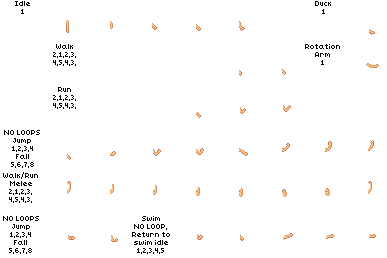 Idle
1
Duck
1
Walk
2,1,2,3,
4,5,4,3,
Rotation
Arm
1
Run
2,1,2,3,
4,5,4,3,
NO LOOPS
Jump
1,2,3,4
Fall
5,6,7,8
Walk/Run
Melee
2,1,2,3,
4,5,4,3,
NO LOOPS
Jump
1,2,3,4
Fall
5,6,7,8
Swim
NO LOOP,
Return to
swim idle
1,2,3,4,5